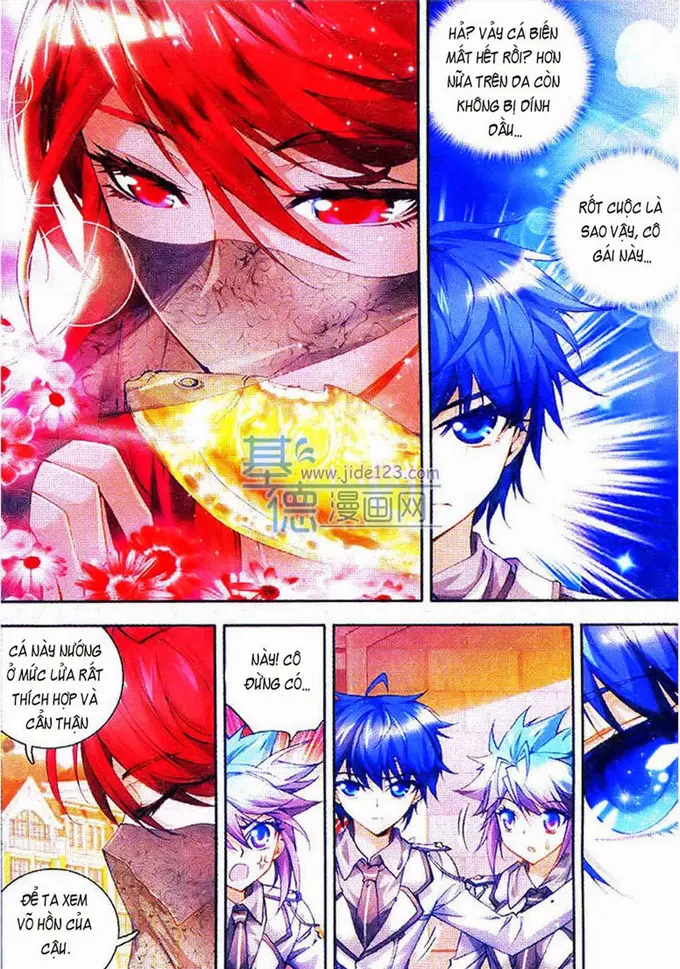 HẢ? VẢY CÁ BIẾN
MẤT HẾT RỒI? HƠN
NỮA TRÊN DA CÒN
KHÔNG BỊ DÍNH
DẦU...
RỐT CUỘC LÀ
SAO VẬY, CÔ
GÁI NÀY...
基德
www.jide123.com
漫画网
CÁ NÀY NƯỚNG
Ở MỨC LỬA RẤT
THÍCH HỢP VÀ
CẨN THẬN
ĐỂ TA XEM
VÕ HỒN CỦA
CẬU.
NÀY! CÔ
ĐỪNG CÓ...